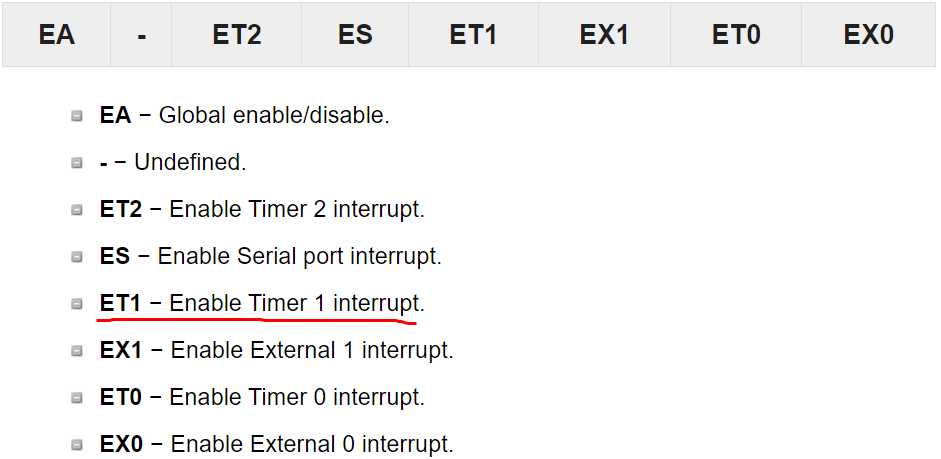 EA - ET2 ES ET1 EX1 ET0 EX0
EA − Global enable/disable.
- − Undefined.
ET2 − Enable Timer 2 interrupt.
ES − Enable Serial port interrupt.
ET1 − Enable Timer 1 interrupt.
EX1 − Enable External 1 interrupt.
ET0 − Enable Timer 0 interrupt.
EX0 − Enable External 0 interrupt.